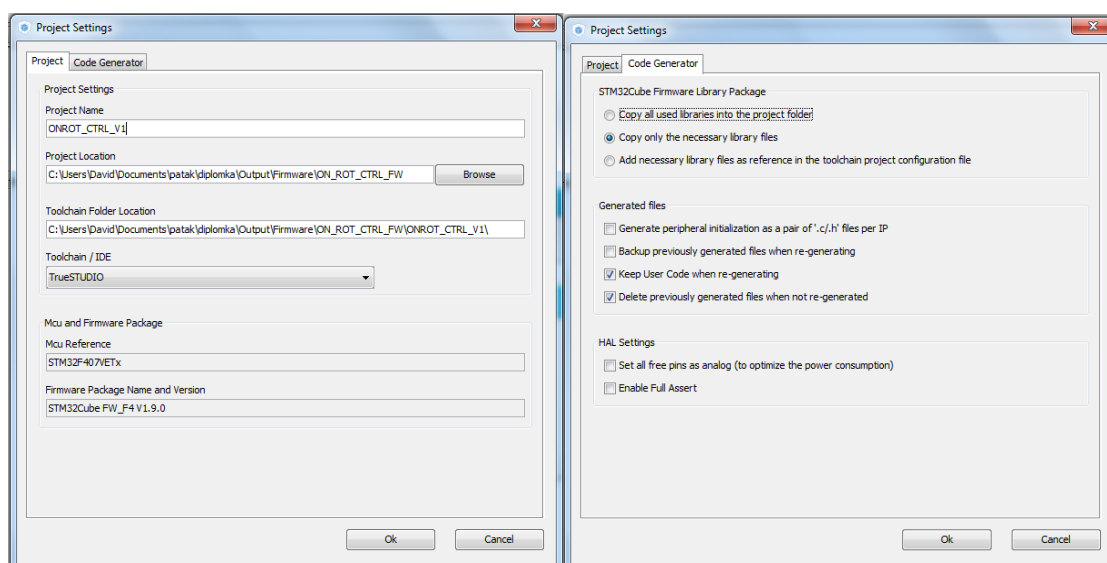 Project Settings
Project
Code Generator
Project Settings
Project Name
ONROT_CTRL_V1
Project Location
C:\Users\David\Documents\patak\diplomka\Output\Firmware\ON_ROT_CTRL_FW
Browse
Toolchain Folder Location
C:\Users\David\Documents\patak\diplomka\Output\Firmware\ON_ROT_CTRL_FW\ONROT_CTRL_V1\
Toolchain / IDE
TrueSTUDIO
Mcu and Firmware Package
Mcu Reference
STM32F407VETx
Firmware Package Name and Version
STM32Cube FW_F4 V1.9.0
Ok
Cancel
Project Settings
Project
Code Generator
STM32Cube Firmware Library Package
Copy all used libraries into the project folder
Copy only the necessary library files
Add necessary library files as reference in the toolchain project configuration file
Generated files
Generate peripheral initialization as a pair of '.c/.h' files per IP
Backup previously generated files when re-generating
Keep User Code when re-generating
Delete previously generated files when not re-generated
HAL Settings
Set all free pins as analog (to optimize the power consumption)
Enable Full Assert
Ok
Cancel